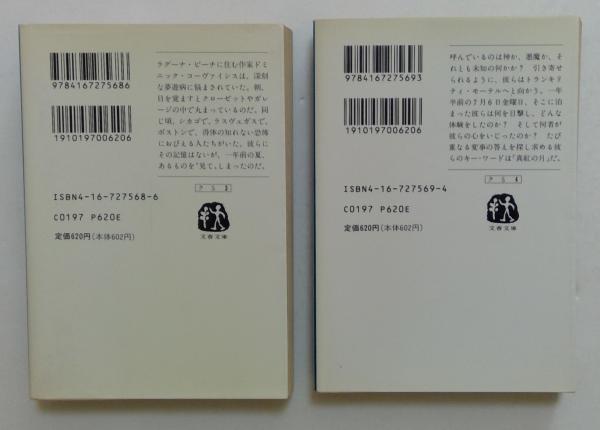 9784167275686
1910197006206
ラグーナ・ビーチに住む作家ドミ
ニック・コーヴァイシスは、深刻
な夢遊病に悩まされていた。朝、
目を覚ますとクローゼットやガレ
ージの中で丸まっているのだ。同
じ頃、シカゴで、ラスヴェガスで、
ボストンで、得体の知れない恐怖
におびえる人たちがいた。彼らに
その記憶はないが、一年前の夏、
あるものを"見て"しまったのだ。
ISBN4-16-727568-6
C0197 P620E
定価620円(本体602円)
ク 5 3
文春文庫
9784167275693
1910197006206
呼んでいるのは神か、悪魔か、そ
れとも未知の何かか? 引き寄せ
られるように、彼らはトランキリ
ティ・モーテルへと向かう。一年
半前の7月6日金曜日、そこに泊
まった彼らは何を目撃し、どんな
体験をしたのか? そして何者が
彼らの心をいじったのか? たび
重なる変事の答えを探し求める彼
らのキー・ワードは「真紅の月」だ。
ISBN4-16-727569-4
C0197 P620E
定価620円(本体602円)
ク 5 4
文春文庫